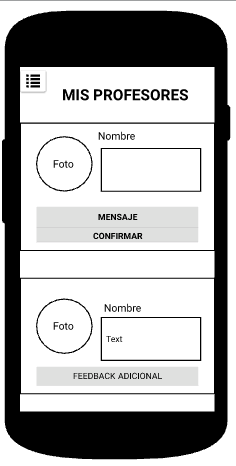 MIS PROFESORES
Nombre
Foto
MENSAJE
CONFIRMAR
Nombre
Foto
Text
FEEDBACK ADICIONAL